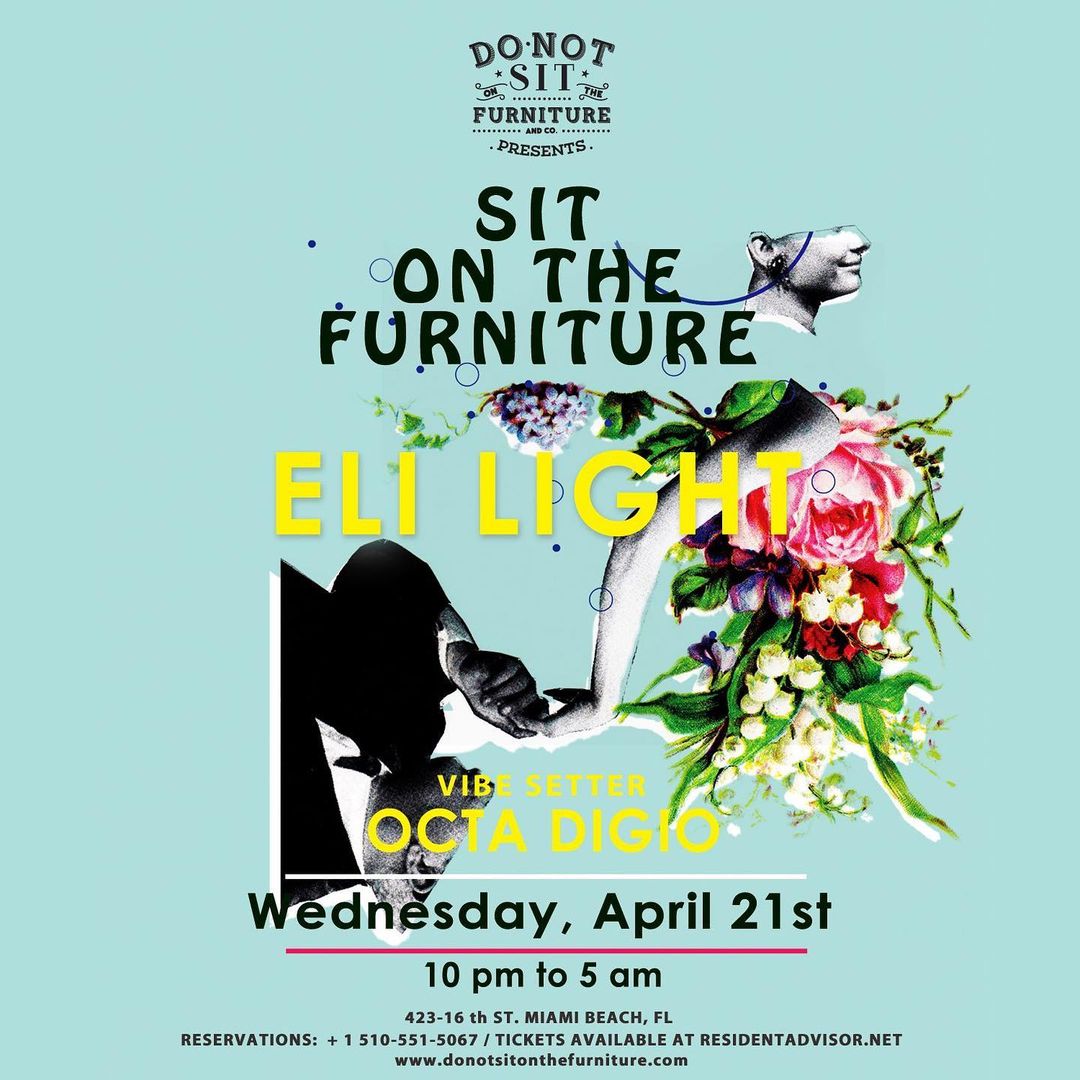 DO·NOT
SIT
ON THE
FURNITURE
AND CO.
· PRESENTS ·
SIT
ON THE
FURNITURE
ELI LIGHT
VIBE SETTER
OCTA DIGIO
Wednesday, April 21st
10 pm to 5 am
423-16 th ST. MIAMI BEACH, FL
RESERVATIONS: + 1 510-551-5067 / TICKETS AVAILABLE AT RESIDENTADVISOR.NET
www.donotsitonthefurniture.com